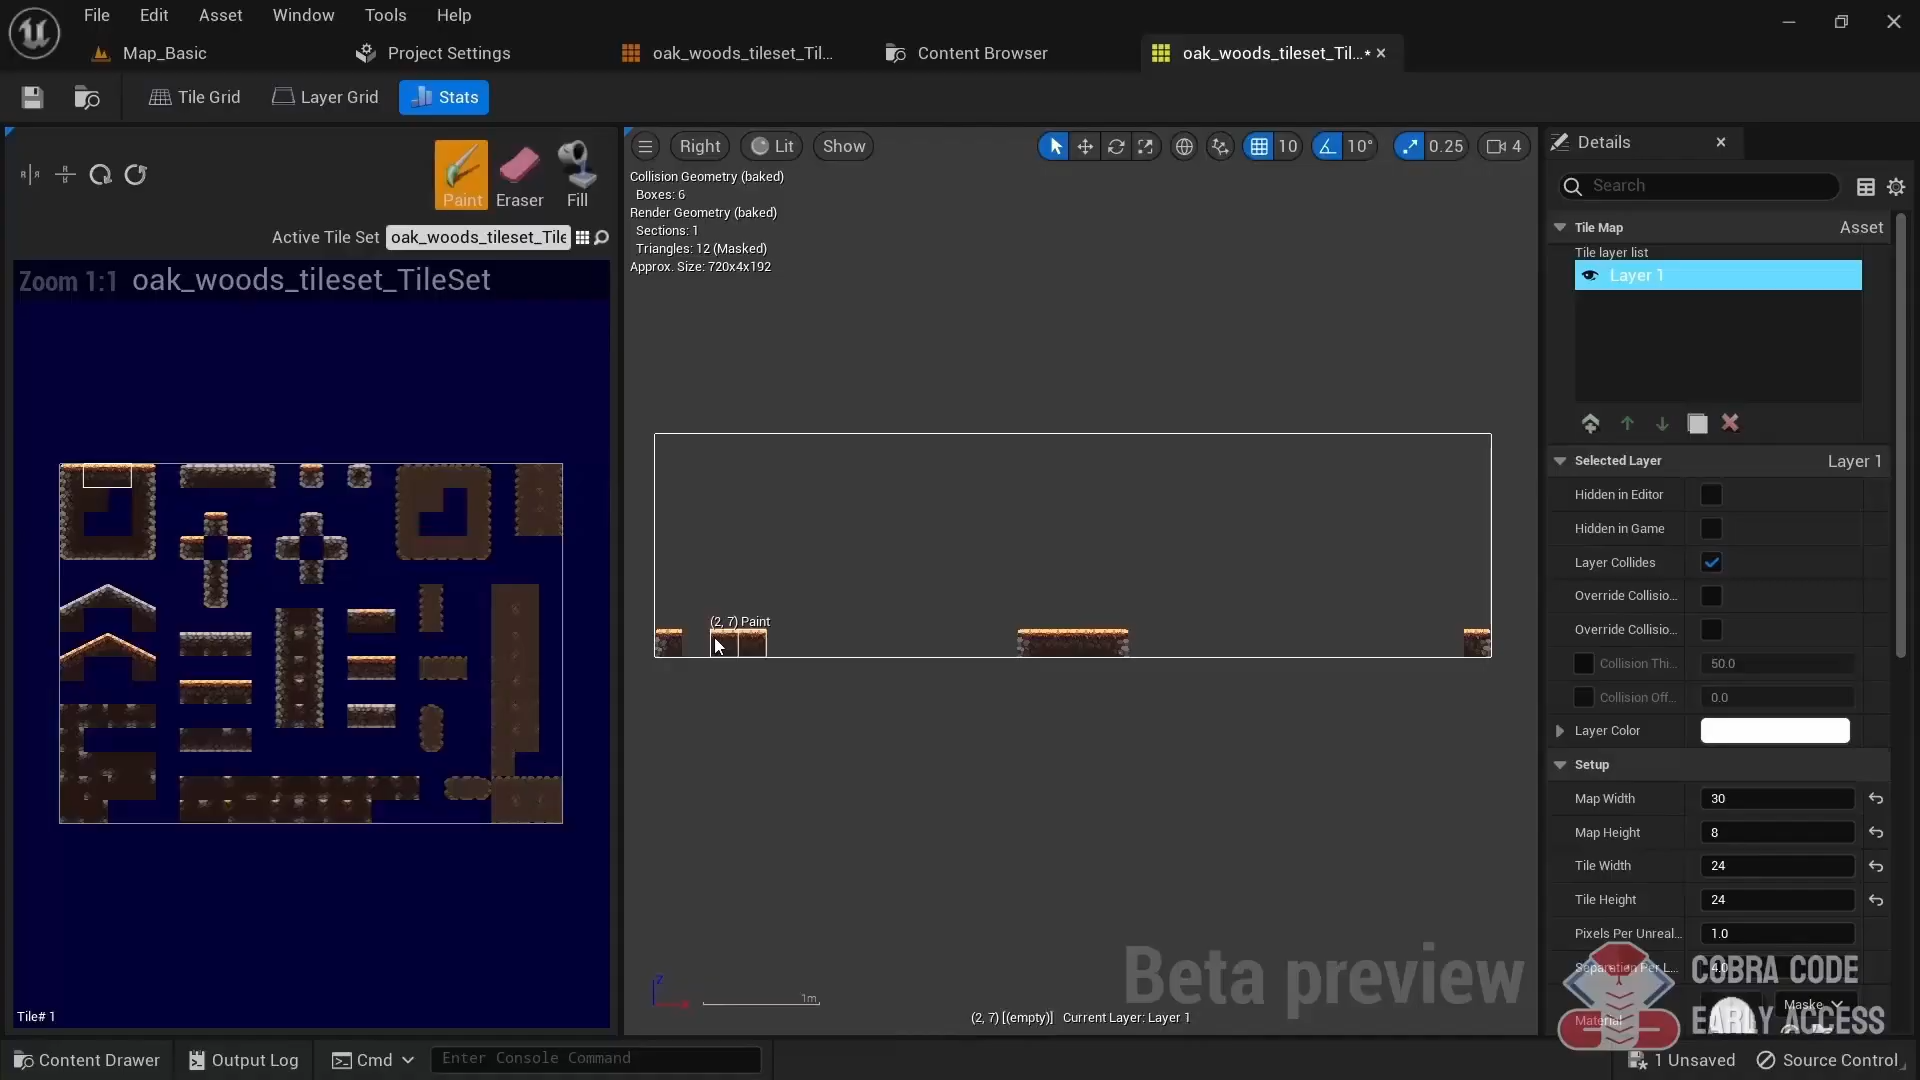 File Edit Asset Window Tools Help
Map_Basic Project Settings oak_woods_tileset_Til... Content Browser oak_woods_tileset_Til...*
Tile Grid Layer Grid Stats
Right Lit Show 10 10° 0.25 4
Details
Paint Eraser Fill
Search
Active Tile Set oak_woods_tileset_Tile
Zoom 1:1 oak_woods_tileset_TileSet
Tile# 1
Collision Geometry (baked)
Boxes: 6
Render Geometry (baked)
Sections: 1
Triangles: 12 (Masked)
Approx. Size: 720x4x192
(2, 7) Paint
Z
1m
Beta preview
(2, 7) [(empty)] Current Layer: Layer 1
Tile Map Asset
Tile layer list
Layer 1
Selected Layer Layer 1
Hidden in Editor
Hidden in Game
Layer Collides
Override Collisio...
Override Collisio...
Collision Thi... 50.0
Collision Off... 0.0
Layer Color
Setup
Map Width 30
Map Height 8
Tile Width 24
Tile Height 24
Pixels Per Unreal... 1.0
Separation Per L... 4.0
Material Maske
COBRA CODE
EARLY ACCESS
Content Drawer Output Log Cmd Enter Console Command 1 Unsaved Source Control